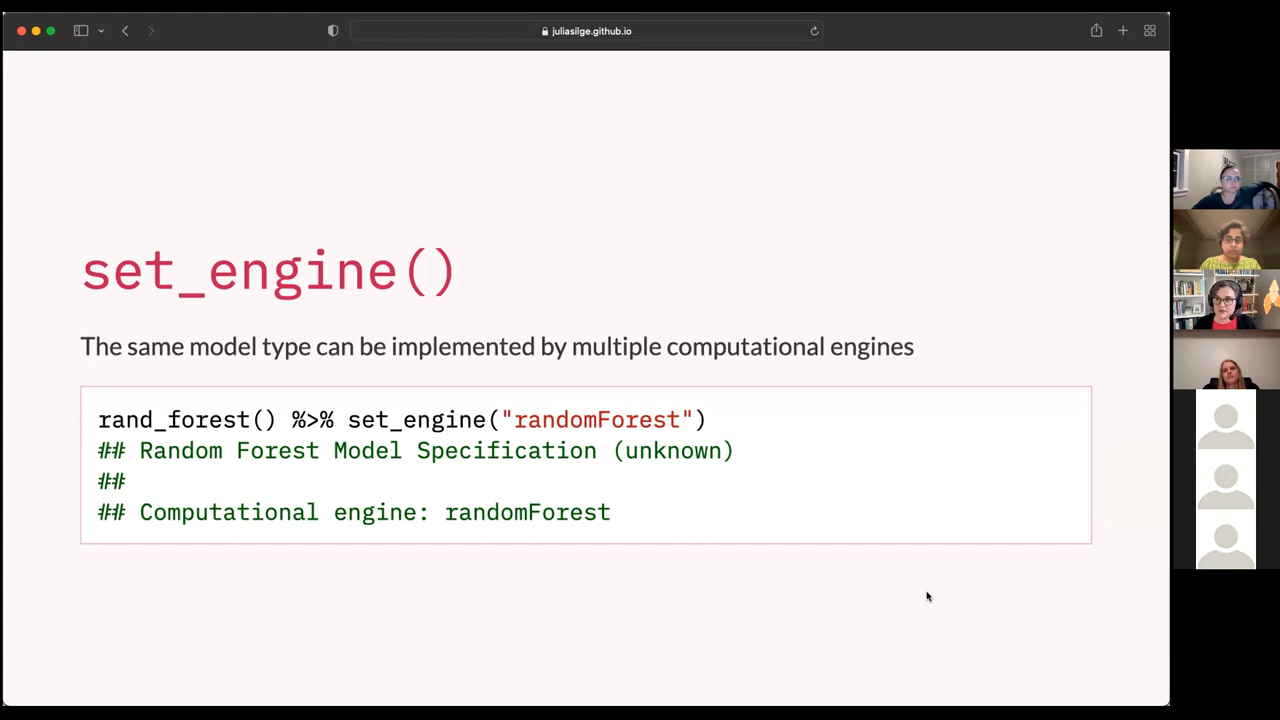 juliasilge.github.io
set_engine()
The same model type can be implemented by multiple computational engines
rand_forest() %>% set_engine("randomForest")
## Random Forest Model Specification (unknown)
##
## Computational engine: randomForest